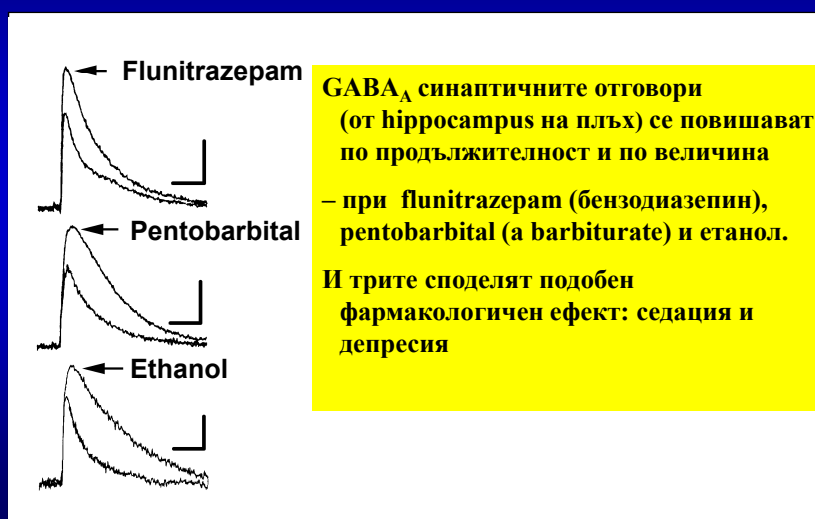 Flunitrazepam
Pentobarbital
Ethanol
GABA_A синаптичните отговори
(от hippocampus на плъх) се повишават
по продължителност и по величина
– при flunitrazepam (бензодиазепин),
pentobarbital (a barbiturate) и етанол.
И трите споделят подобен
фармакологичен ефект: седация и
депресия